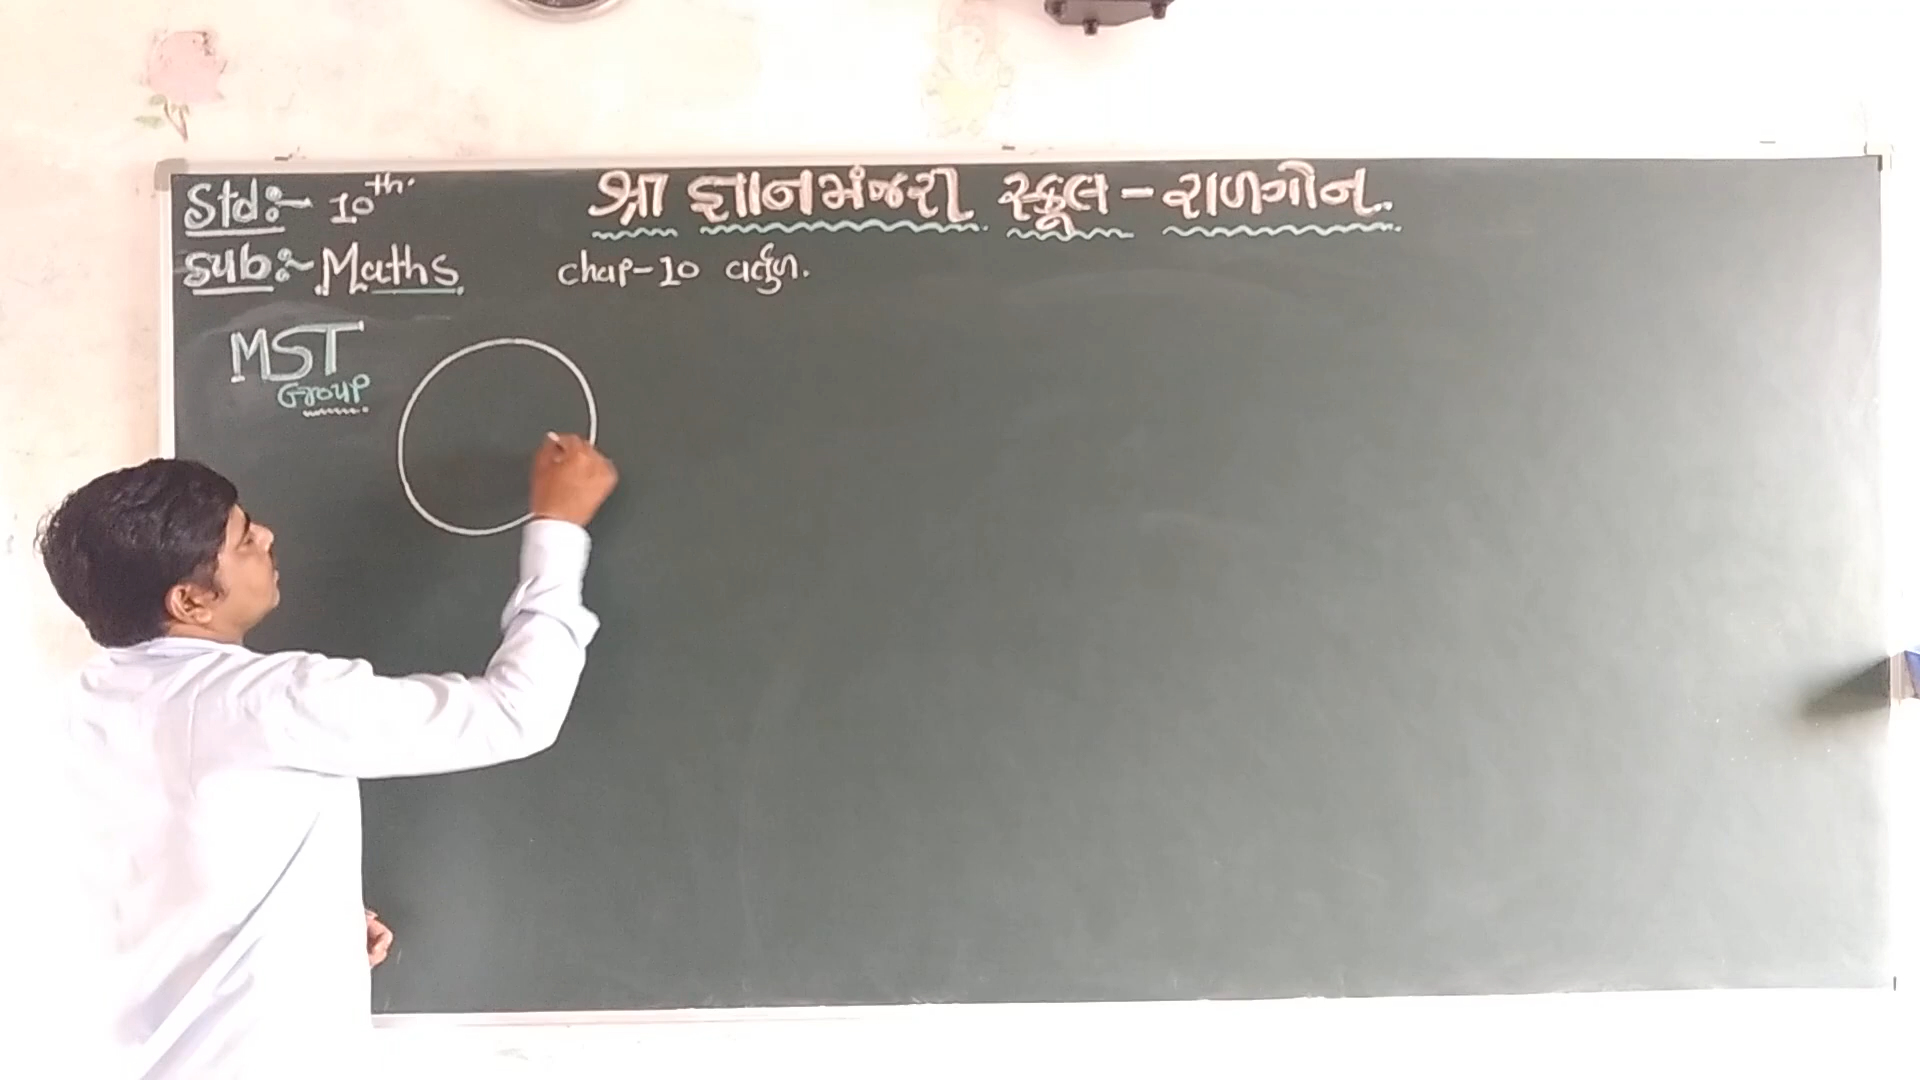 Std:- 10th.
શ્રી જ્ઞાનમંજરી સ્કૂલ - રાળગોન.
Sub:- Maths
chap-10 વર્તુળ.
MST
Group